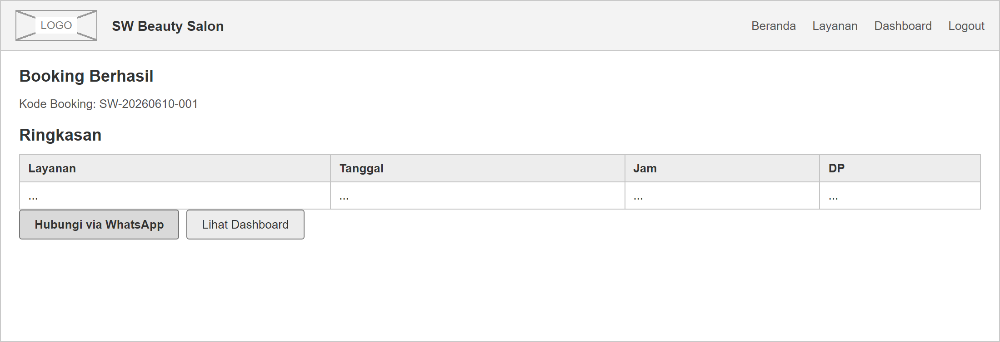 LOGO
SW Beauty Salon
Beranda Layanan Dashboard Logout
Booking Berhasil
Kode Booking: SW-20260610-001
Ringkasan
Layanan Tanggal Jam DP
... ... ... ...
Hubungi via WhatsApp Lihat Dashboard